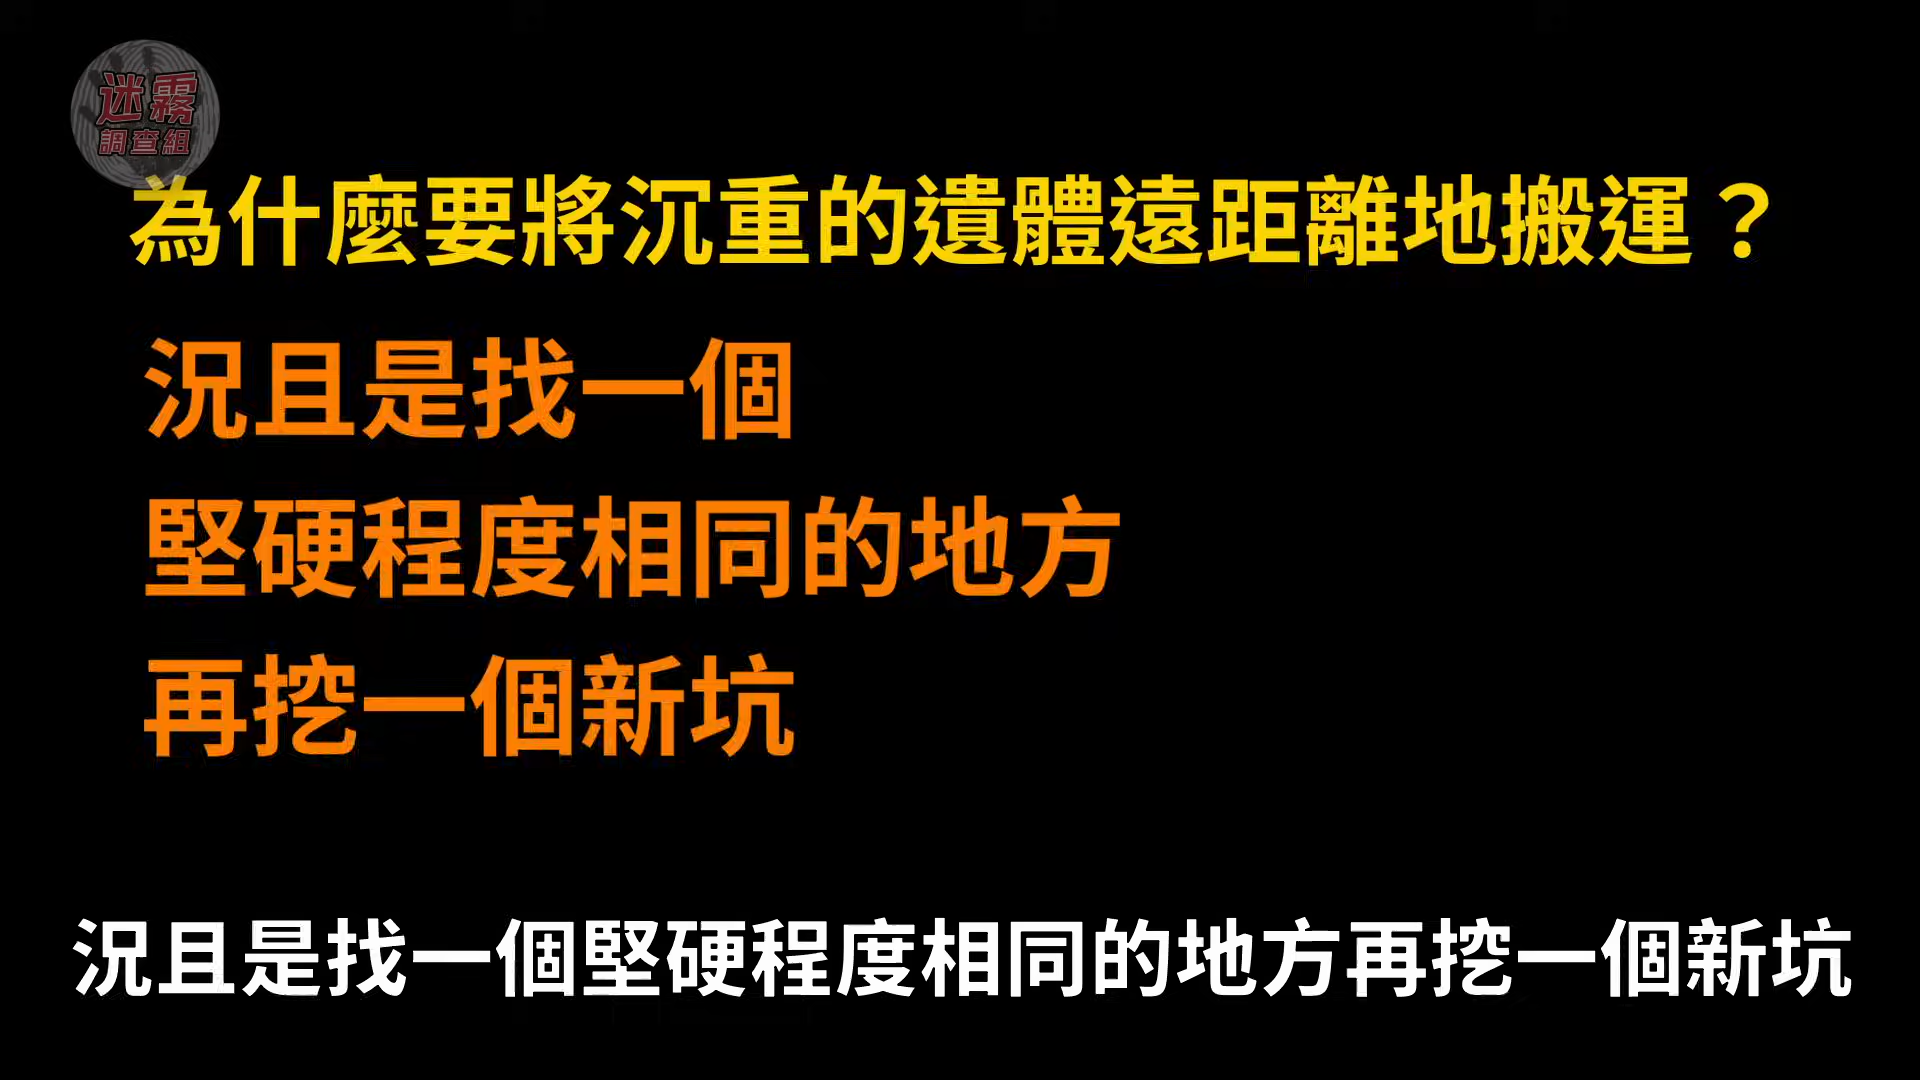 迷霧
調查組
為什麼要將沉重的遺體遠距離地搬運？
況且是找一個
堅硬程度相同的地方
再挖一個新坑
況且是找一個堅硬程度相同的地方再挖一個新坑